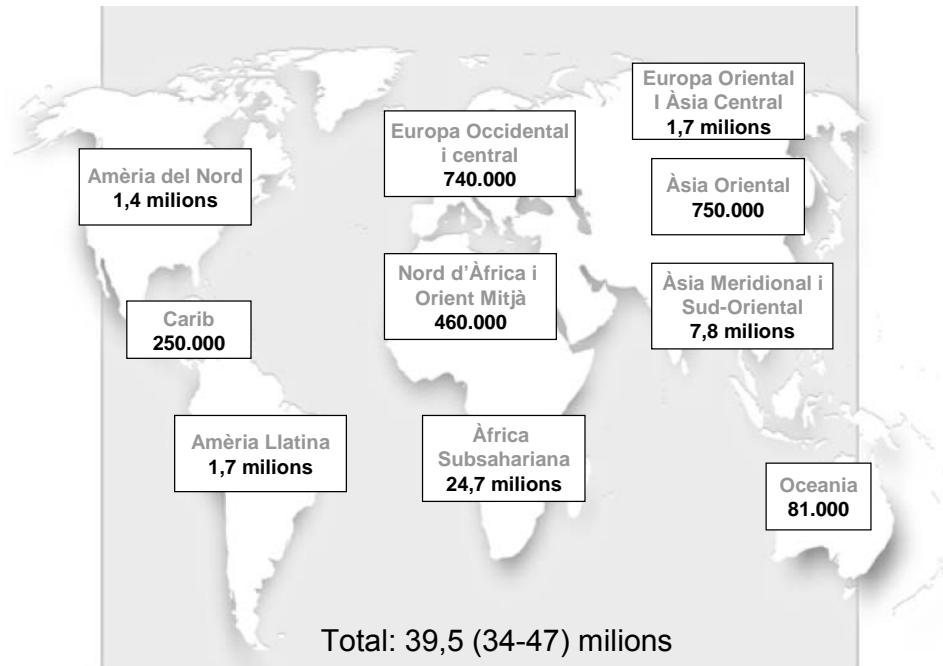 Europa Oriental
I Àsia Central
1,7 milions
Europa Occidental
i central
740.000
Amèria del Nord
1,4 milions
Àsia Oriental
750.000
Nord d'Àfrica i
Orient Mitjà
460.000
Àsia Meridional i
Sud-Oriental
7,8 milions
Carib
250.000
Amèria Llatina
1,7 milions
Àfrica
Subsahariana
24,7 milions
Oceania
81.000
Total: 39,5 (34-47) milions